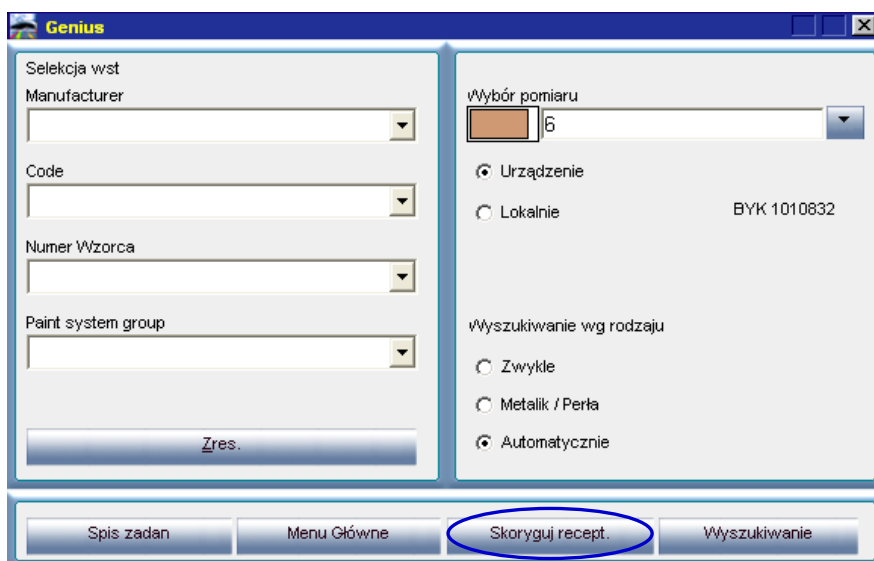 Genius
Selekcja wst
Manufacturer
Code
Numer Wzorca
Paint system group
Zres.
Wybór pomiaru
6
Urządzenie
Lokalnie
BYK 1010832
Wyszukiwanie wg rodzaju
Zwykle
Metalik / Perła
Automatycznie
Spis zadan
Menu Główne
Skoryguj recept.
Wyszukiwanie